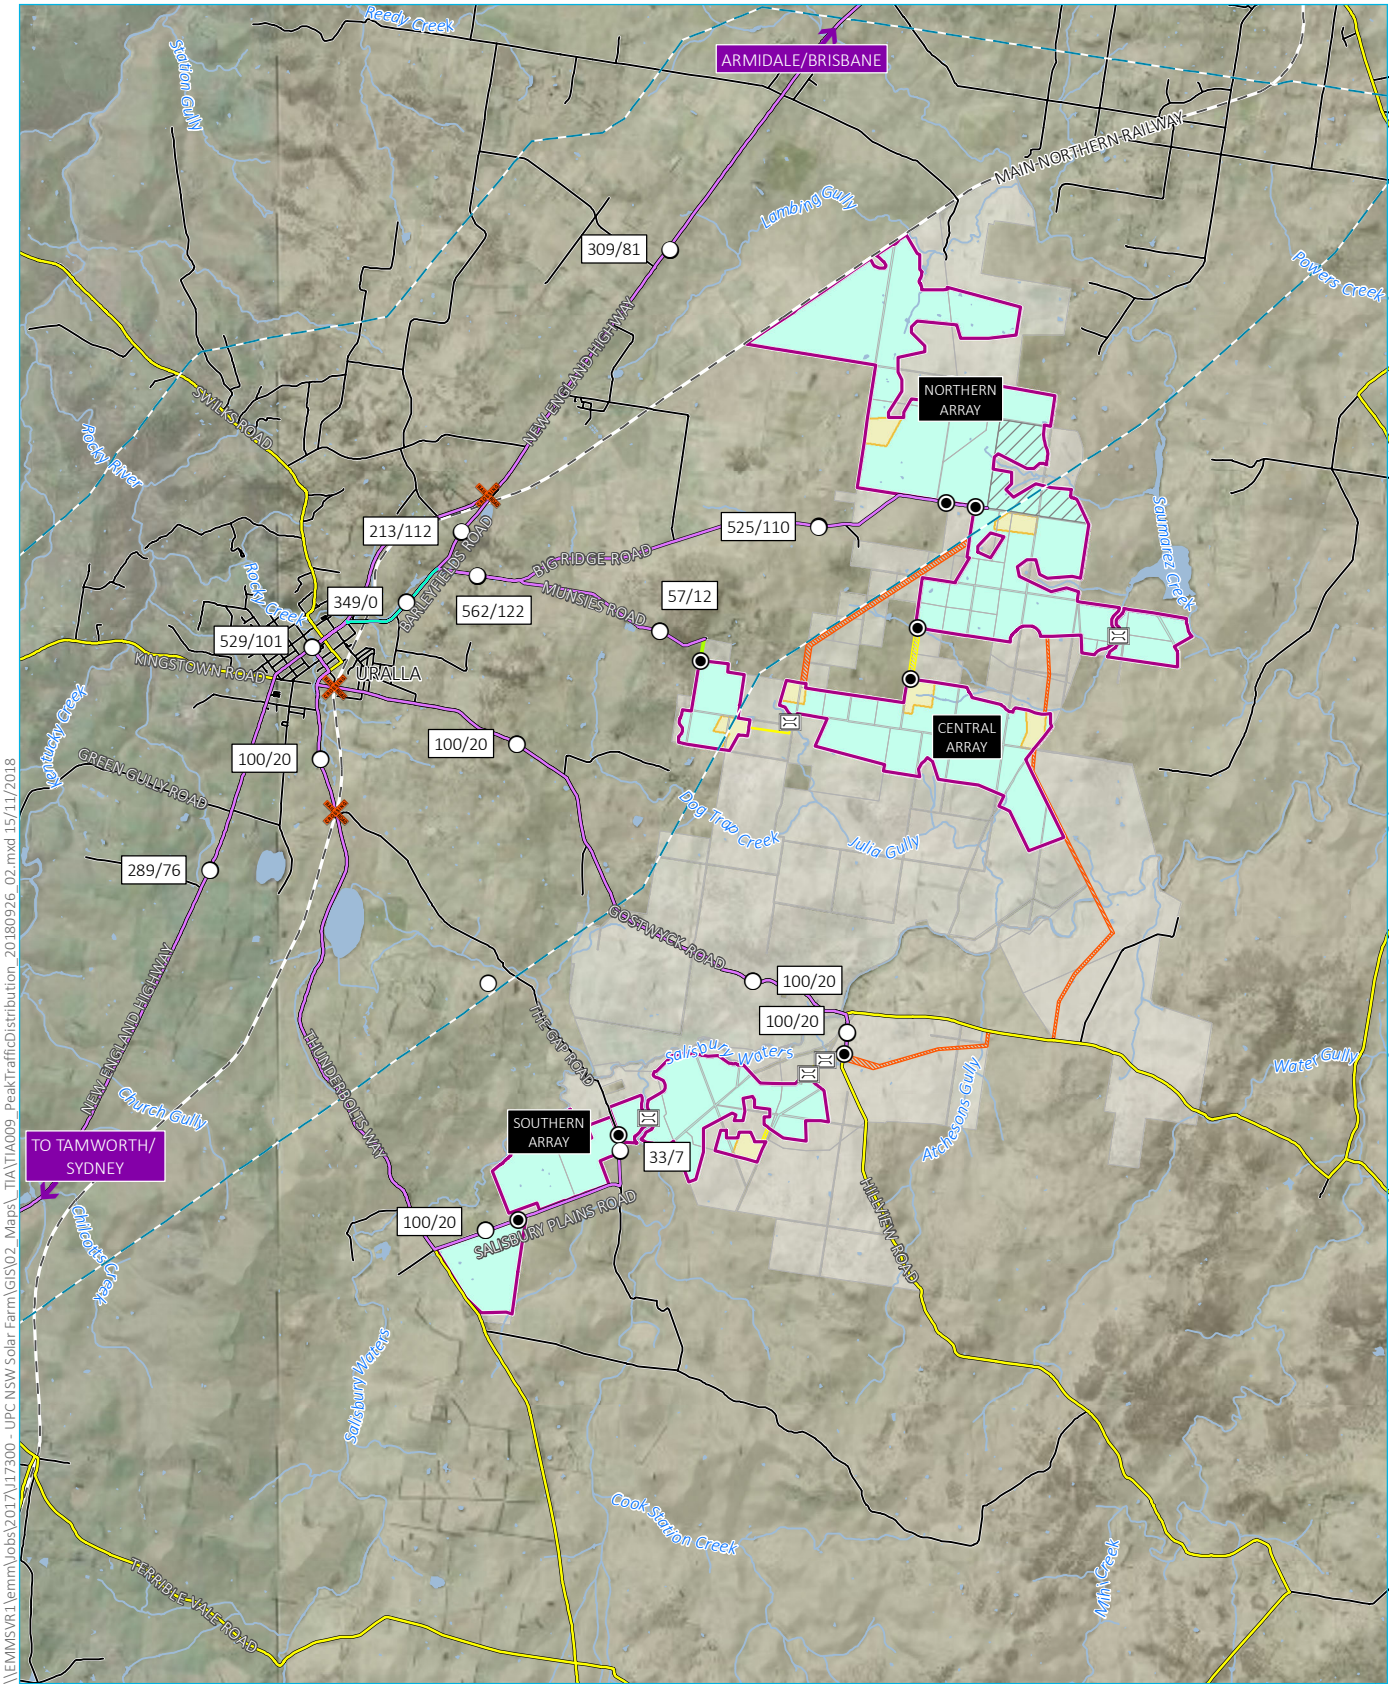 Reedy Creek
Station Gully
ARMIDALE/BRISBANE
MAIN NORTHERN RAILWAY
Lambing Gully
309/81
Powers Creek
NEW ENGLAND HIGHWAY
SWILKS ROAD
NORTHERN
ARRAY
Rocky River
Saumarez Creek
213/112
525/110
BIG RIDGE ROAD
BARLEYFIELDS ROAD
Rocky Creek
MUNSIES ROAD
57/12
349/0
562/122
529/101
KINGSTOWN ROAD
URALLA
Kentucky Creek
CENTRAL
ARRAY
100/20
100/20
GREEN GULLY ROAD
Dog Trap Creek
Julia Gully
289/76
GOSTWYCK ROAD
100/20
100/20
NEW ENGLAND HIGHWAY
THE GAP ROAD
THUNDERBOLTS WAY
Salisbury Waters
Water Gully
Church Gully
Atchesons Gully
SOUTHERN
ARRAY
TO TAMWORTH/
SYDNEY
33/7
HILLVIEW ROAD
100/20
SALISBURY PLAINS ROAD
Chilcotts Creek
Salisbury Waters
Cook Station Creek
Mihi Creek
TERRIBLE VALE ROAD
\\EMMSVR1\emm\Jobs\2017\J17300 - UPC NSW Solar Farm\GIS\02_Maps\_TIA\TIA009_PeakTrafficDistribution_20180926_02.mxd 15/11/2018